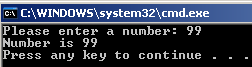 C:\WINDOWS\system32\cmd.exe
Please enter a number: 99
Number is 99
Press any key to continue . . .